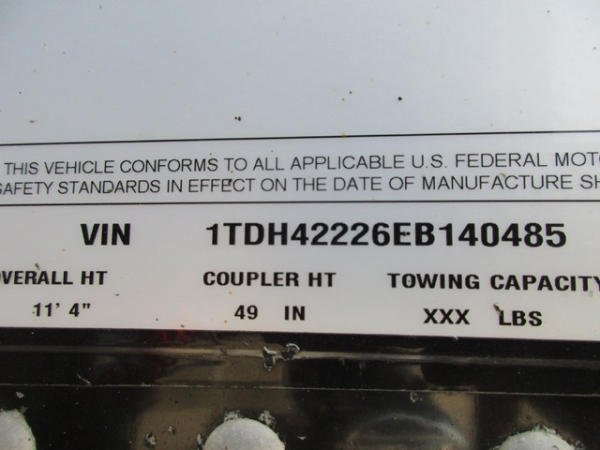 THIS VEHICLE CONFORMS TO ALL APPLICABLE U.S. FEDERAL MOT
SAFETY STANDARDS IN EFFECT ON THE DATE OF MANUFACTURE SH
VIN 1TDH42226EB140485
OVERALL HT COUPLER HT TOWING CAPACITY
11' 4" 49 IN XXX LBS